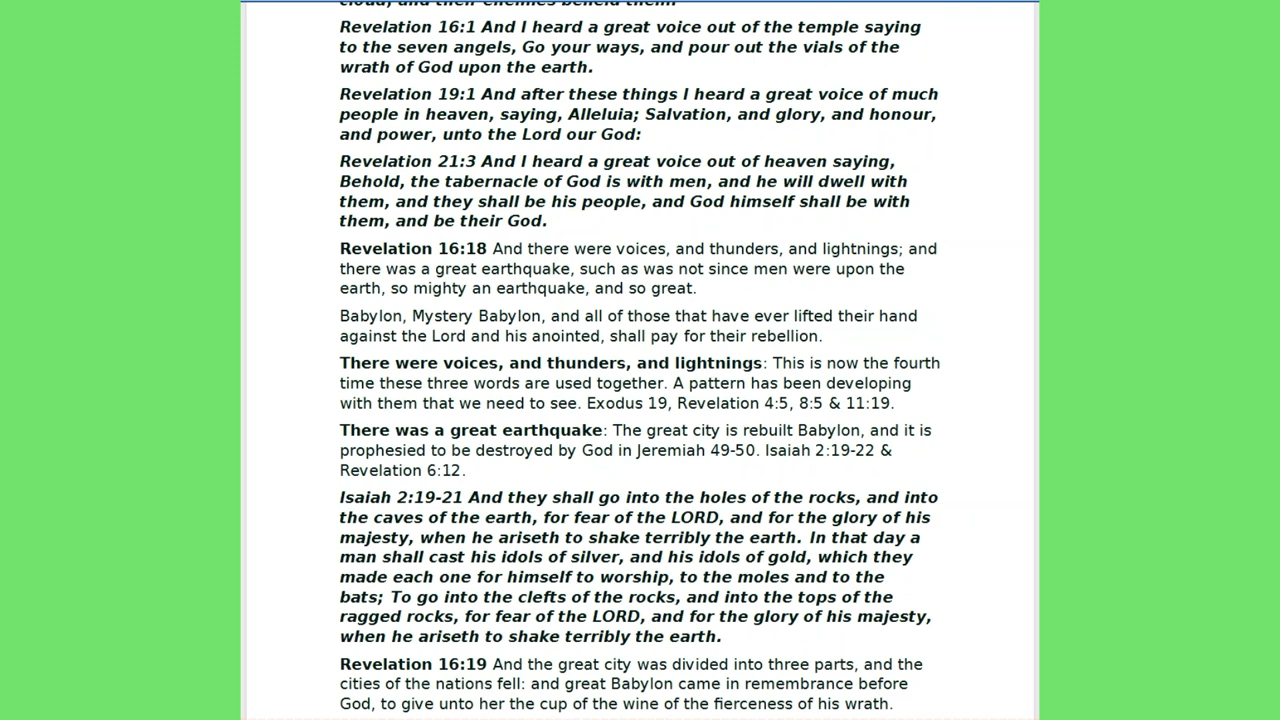 cloud; and their enemies beheld them.
Revelation 16:1 And I heard a great voice out of the temple saying
to the seven angels, Go your ways, and pour out the vials of the
wrath of God upon the earth.
Revelation 19:1 And after these things I heard a great voice of much
people in heaven, saying, Alleluia; Salvation, and glory, and honour,
and power, unto the Lord our God:
Revelation 21:3 And I heard a great voice out of heaven saying,
Behold, the tabernacle of God is with men, and he will dwell with
them, and they shall be his people, and God himself shall be with
them, and be their God.
Revelation 16:18 And there were voices, and thunders, and lightnings; and
there was a great earthquake, such as was not since men were upon the
earth, so mighty an earthquake, and so great.
Babylon, Mystery Babylon, and all of those that have ever lifted their hand
against the Lord and his anointed, shall pay for their rebellion.
There were voices, and thunders, and lightnings: This is now the fourth
time these three words are used together. A pattern has been developing
with them that we need to see. Exodus 19, Revelation 4:5, 8:5 & 11:19.
There was a great earthquake: The great city is rebuilt Babylon, and it is
prophesied to be destroyed by God in Jeremiah 49-50. Isaiah 2:19-22 &
Revelation 6:12.
Isaiah 2:19-21 And they shall go into the holes of the rocks, and into
the caves of the earth, for fear of the LORD, and for the glory of his
majesty, when he ariseth to shake terribly the earth. In that day a
man shall cast his idols of silver, and his idols of gold, which they
made each one for himself to worship, to the moles and to the
bats; To go into the clefts of the rocks, and into the tops of the
ragged rocks, for fear of the LORD, and for the glory of his majesty,
when he ariseth to shake terribly the earth.
Revelation 16:19 And the great city was divided into three parts, and the
cities of the nations fell: and great Babylon came in remembrance before
God, to give unto her the cup of the wine of the fierceness of his wrath.